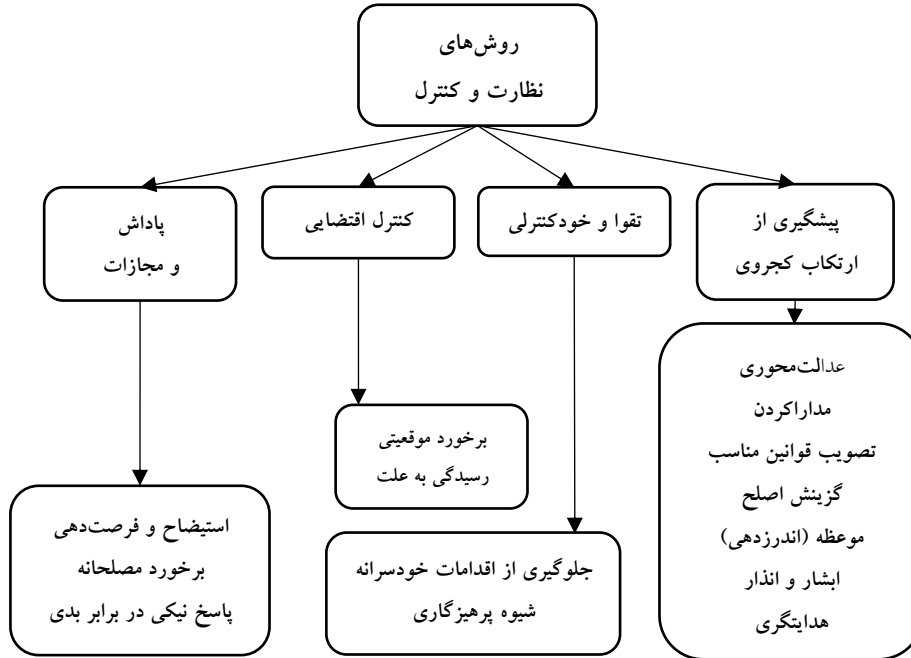 روش‌های
نظارت و کنترل
پیشگیری از
ارتکاب کجروی
تقوا و خودکنترلی
کنترل اقتضایی
پاداش
و مجازات
عدالت‌محوری
مداراکردن
تصویب قوانین مناسب
گزینش اصلح
موعظه (اندرزدهی)
ابشار و انذار
هدایتگری
جلوگیری از اقدامات خودسرانه
شیوه پرهیزگاری
برخورد موقعیتی
رسیدگی به علت
استیضاح و فرصت‌دهی
برخورد مصلحانه
پاسخ نیکی در برابر بدی